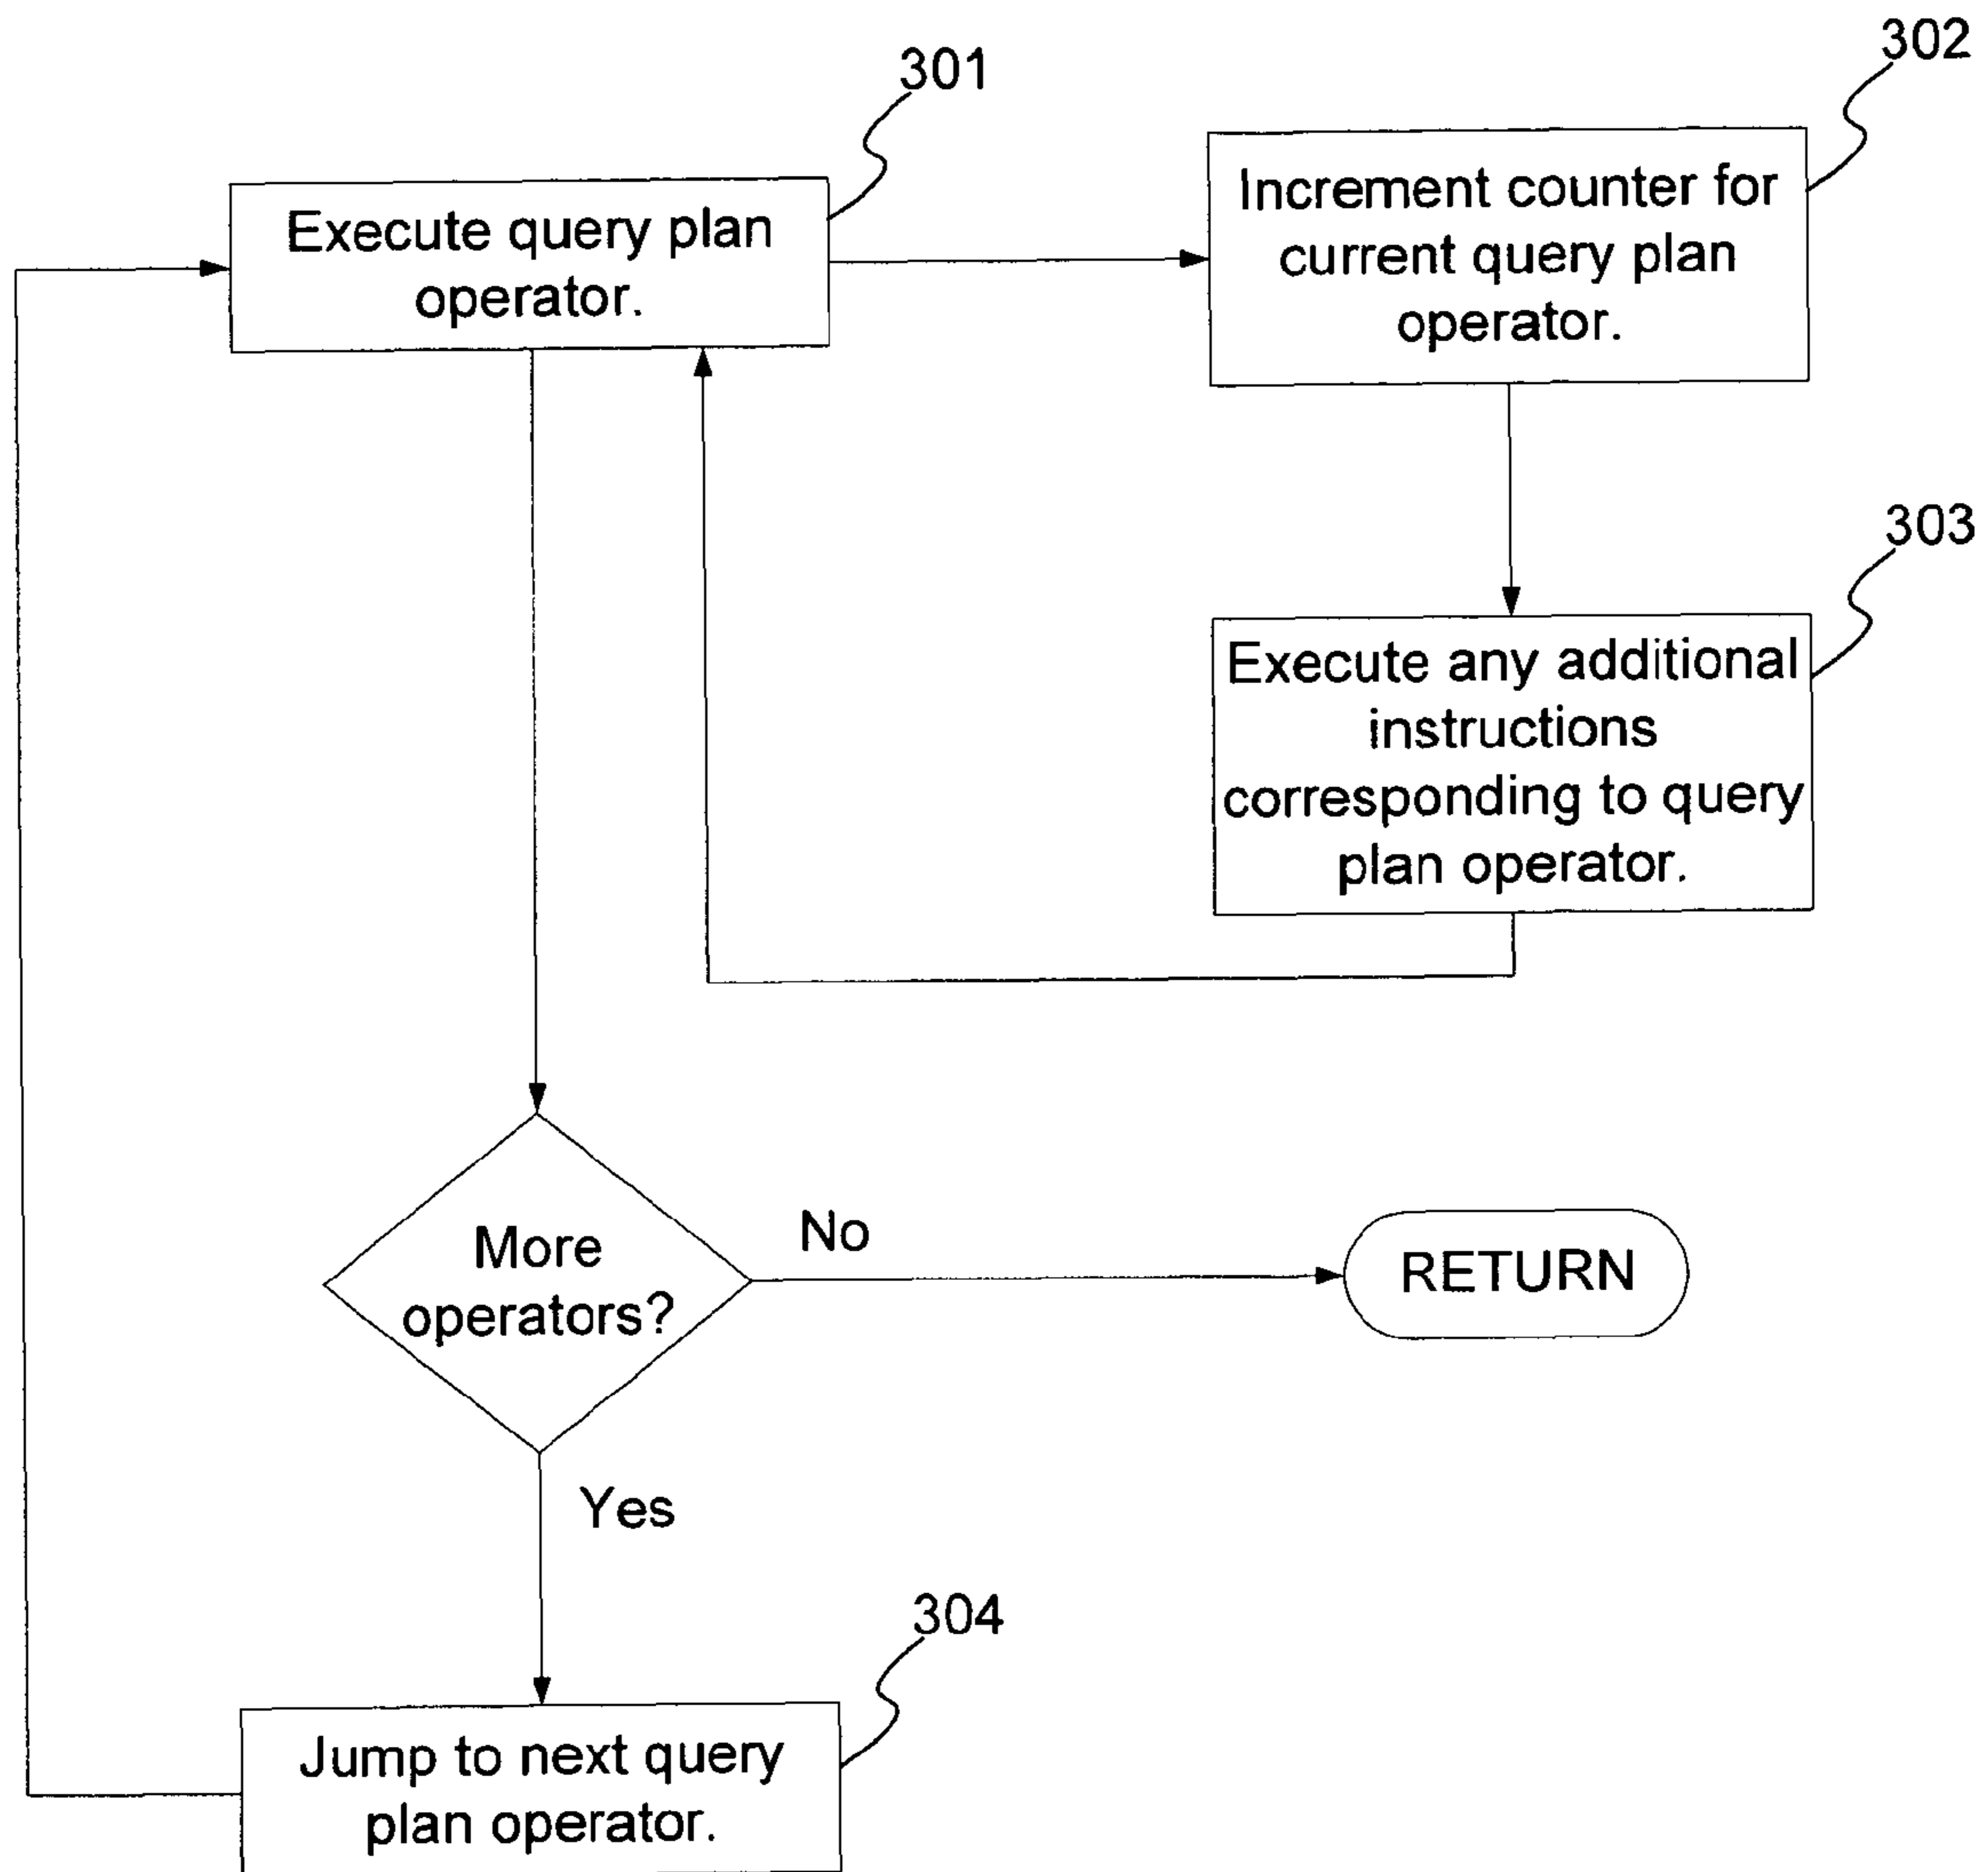 301
Execute query plan
operator.
302
Increment counter for
current query plan
operator.
303
Execute any additional
instructions
corresponding to query
plan operator.
More
operators?
No
RETURN
Yes
304
Jump to next query
plan operator.